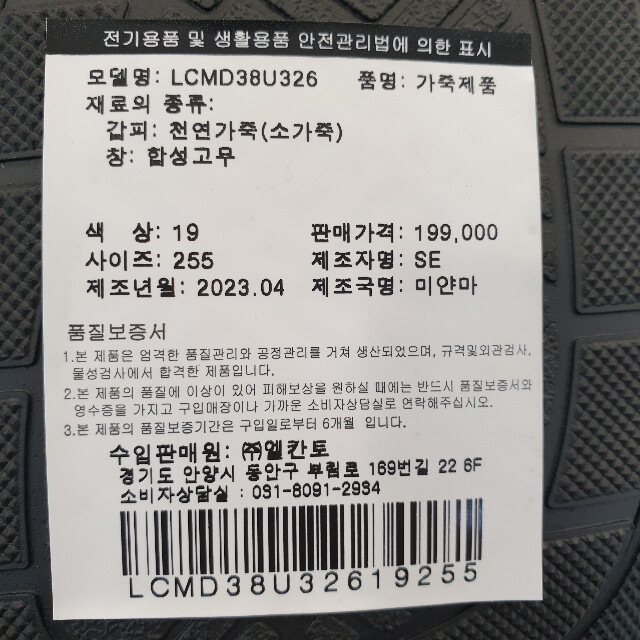 전기용품 및 생활용품 안전관리법에 의한 표시
모델명: LCMD38U326 품명: 가죽제품
재료의 종류:
갑피: 천연가죽(소가죽)
창: 합성고무
색 상: 19 판매가격: 199,000
사이즈: 255 제조자명: SE
제조년월: 2023.04 제조국명: 미얀마
품질보증서
1.본 제품은 엄격한 품질관리와 공정관리를 거쳐 생산되었으며, 규격및외관검사,
물성검사에서 합격한 제품입니다.
2.본 제품의 품질에 이상이 있어 피해보상을 원하실 때에는 반드시 품질보증서와
영수증을 가지고 구입매장이나 가까운 소비자상담실로 연락해주십시오.
3.본 제품의 품질보증기간은 구입일로부터 6개월 입니다.
수입판매원: ㈜엘칸토
경기도 안양시 동안구 부림로 169번길 22 6F
소비자상담실 : 031-8091-2934
LCMD38U32619255